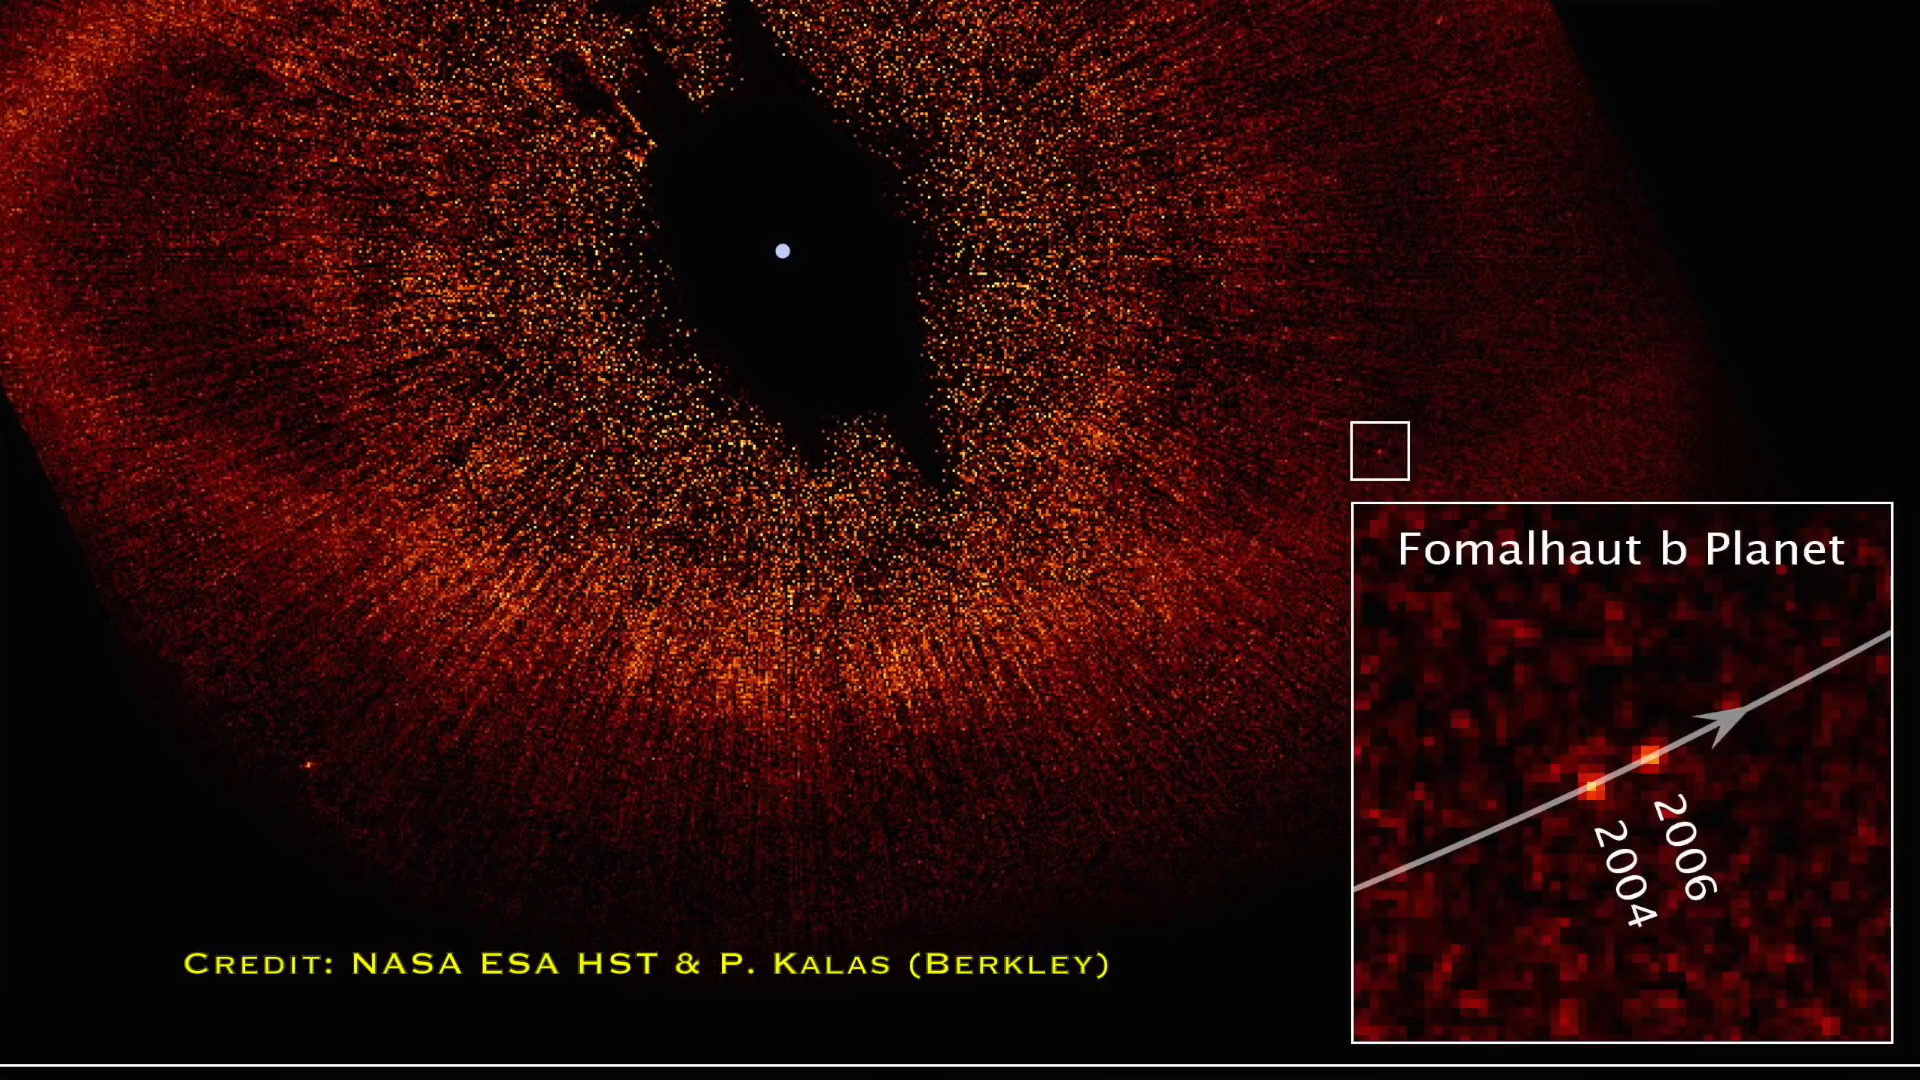 Fomalhaut b Planet
2006
2004
CREDIT: NASA ESA HST & P. KALAS (BERKLEY)